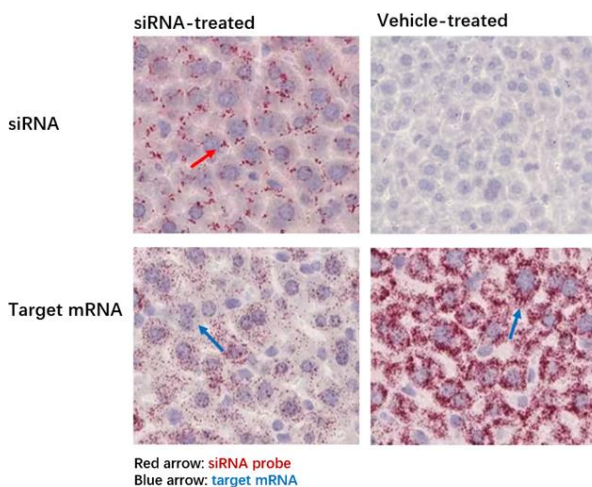 siRNA-treated
Vehicle-treated
siRNA
Target mRNA
Red arrow: siRNA probe
Blue arrow: target mRNA